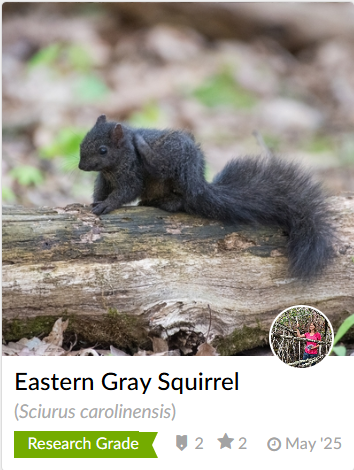 Eastern Gray Squirrel
(Sciurus carolinensis)
Research Grade 2 2 May '25